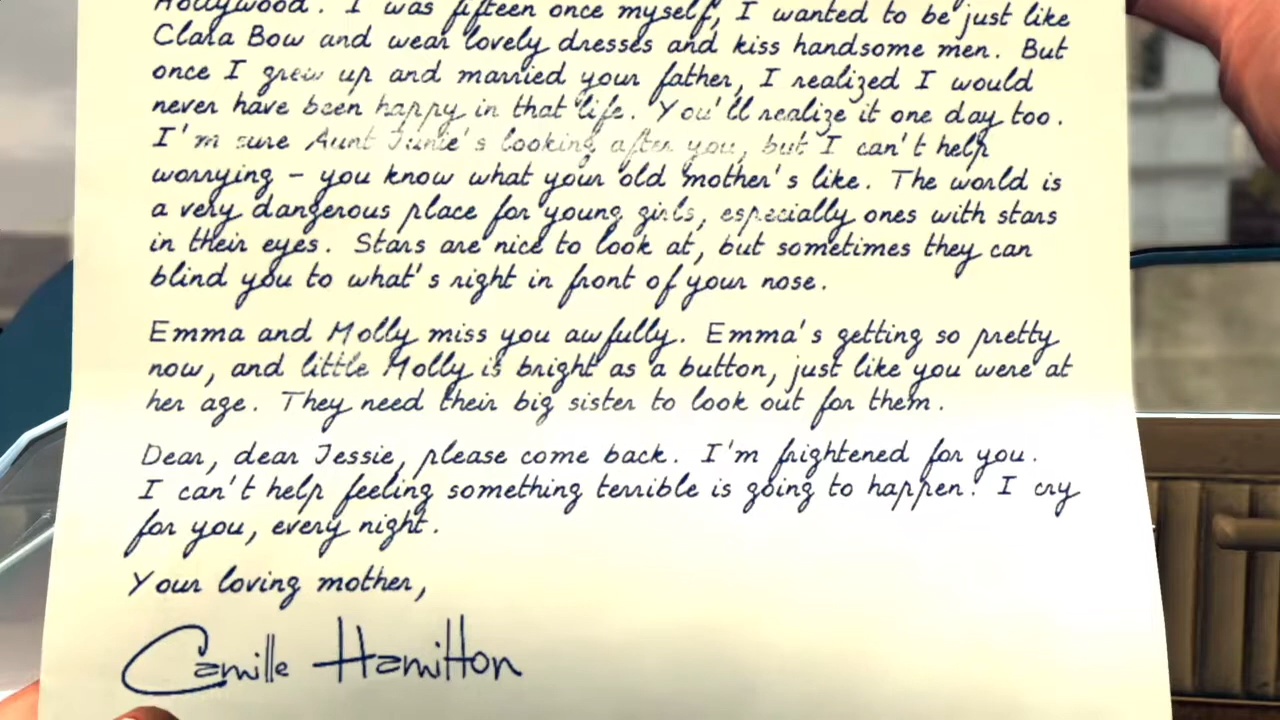 Hollywood. I was fifteen once myself, I wanted to be just like
Clara Bow and wear lovely dresses and kiss handsome men. But
once I grew up and married your father, I realized I would
never have been happy in that life. You'll realize it one day too.
I'm sure Aunt Junie's looking after you, but I can't help
worrying - you know what your old mother's like. The world is
a very dangerous place for young girls, especially ones with stars
in their eyes. Stars are nice to look at, but sometimes they can
blind you to what's right in front of your nose.
Emma and Molly miss you awfully. Emma's getting so pretty
now, and little Molly is bright as a button, just like you were at
her age. They need their big sister to look out for them.
Dear, dear Jessie, please come back. I'm frightened for you.
I can't help feeling something terrible is going to happen. I cry
for you, every night.
Your loving mother,
Camille Hamilton